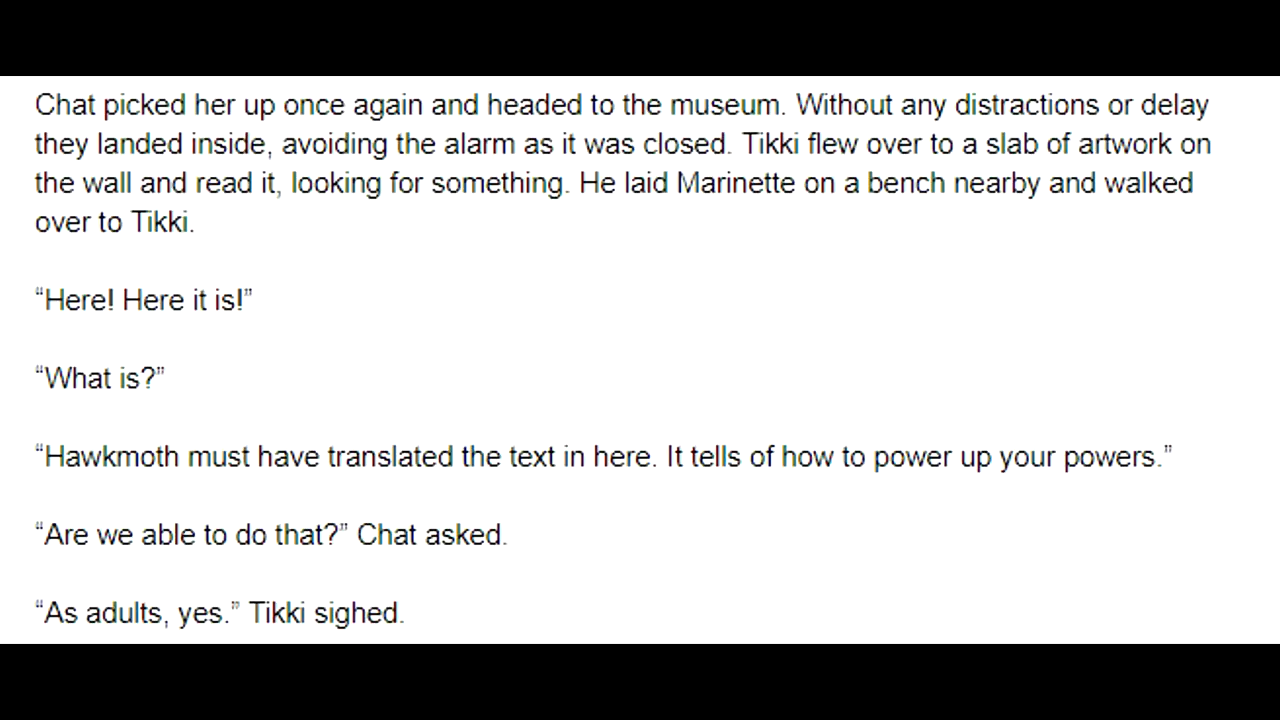 Chat picked her up once again and headed to the museum. Without any distractions or delay
they landed inside, avoiding the alarm as it was closed. Tikki flew over to a slab of artwork on
the wall and read it, looking for something. He laid Marinette on a bench nearby and walked
over to Tikki.
“Here! Here it is!”
“What is?”
“Hawkmoth must have translated the text in here. It tells of how to power up your powers.”
“Are we able to do that?” Chat asked.
“As adults, yes.” Tikki sighed.